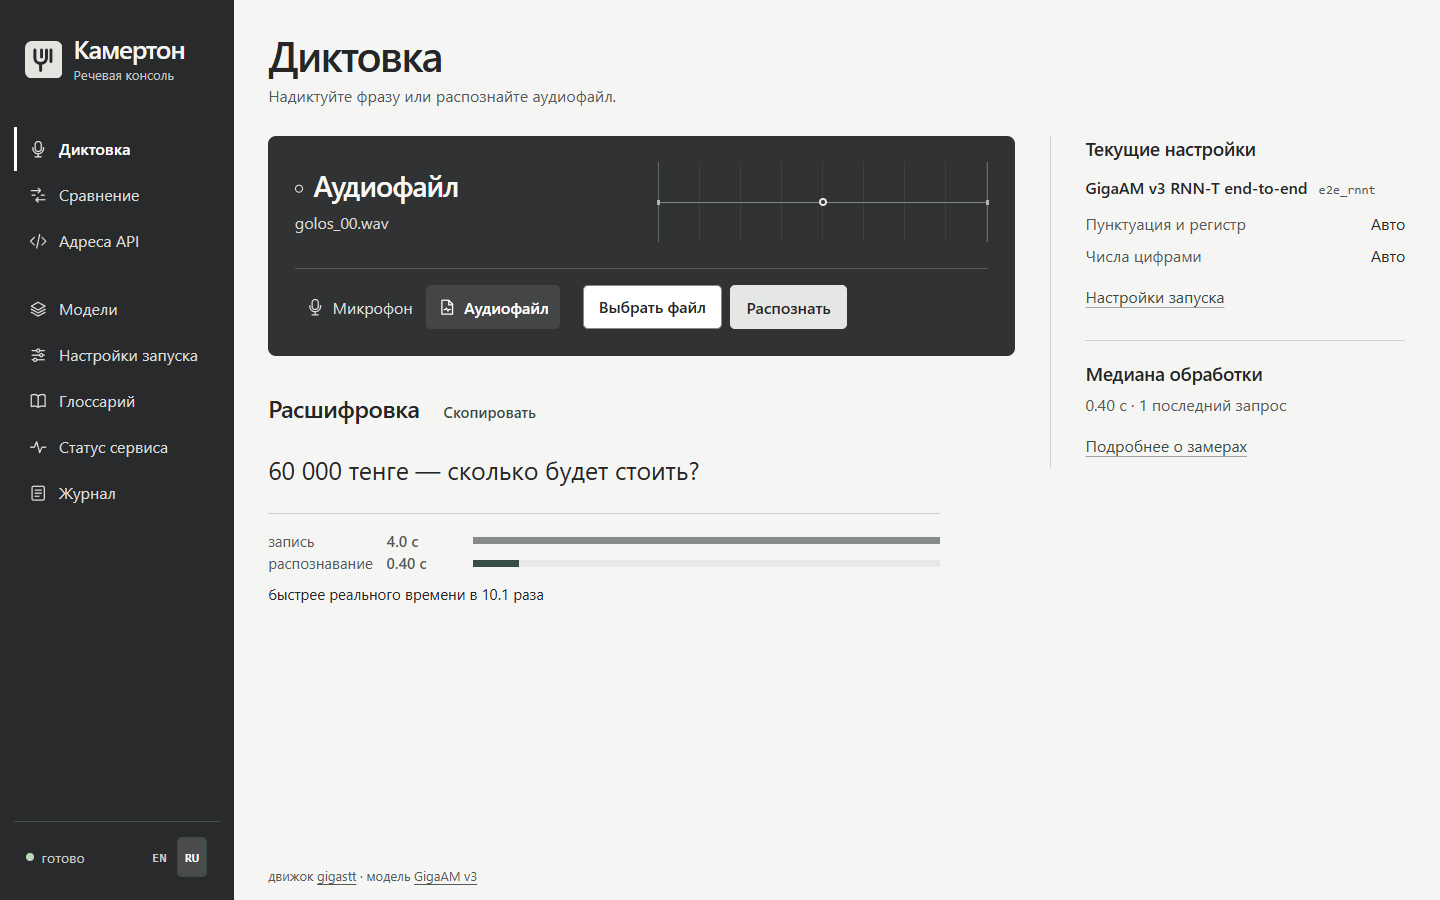 Камертон
Речевая консоль
Диктовка
Сравнение
Адреса API
Модели
Настройки запуска
Глоссарий
Статус сервиса
Журнал
готово
EN
RU
Диктовка
Надиктуйте фразу или распознайте аудиофайл.
Аудиофайл
golos_00.wav
Микрофон
Аудиофайл
Выбрать файл
Распознать
Расшифровка
Скопировать
60 000 тенге — сколько будет стоить?
запись 4.0 с
распознавание 0.40 с
быстрее реального времени в 10.1 раза
Текущие настройки
GigaAM v3 RNN-T end-to-end e2e_rnnt
Пунктуация и регистр Авто
Числа цифрами Авто
Настройки запуска
Медиана обработки
0.40 с · 1 последний запрос
Подробнее о замерах
движок gigastt · модель GigaAM v3